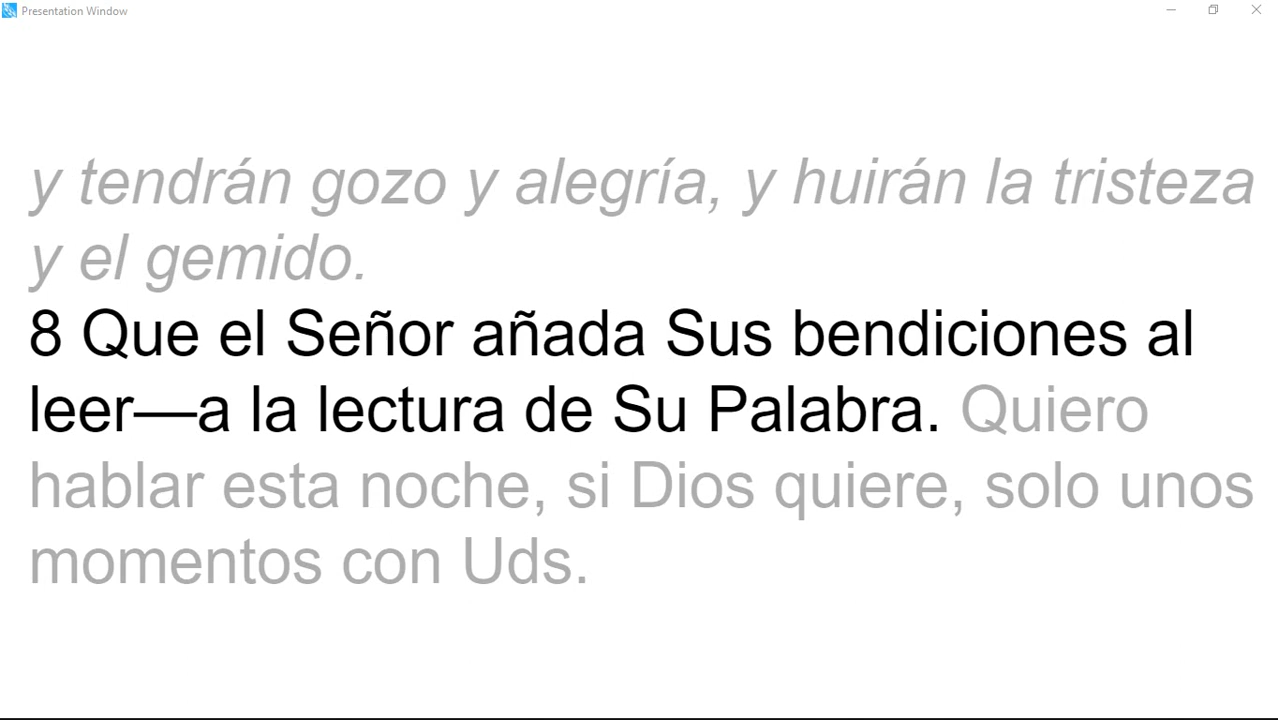 Presentation Window
y tendrán gozo y alegría, y huirán la tristeza
y el gemido.
8 Que el Señor añada Sus bendiciones al
leer—a la lectura de Su Palabra. Quiero
hablar esta noche, si Dios quiere, solo unos
momentos con Uds.